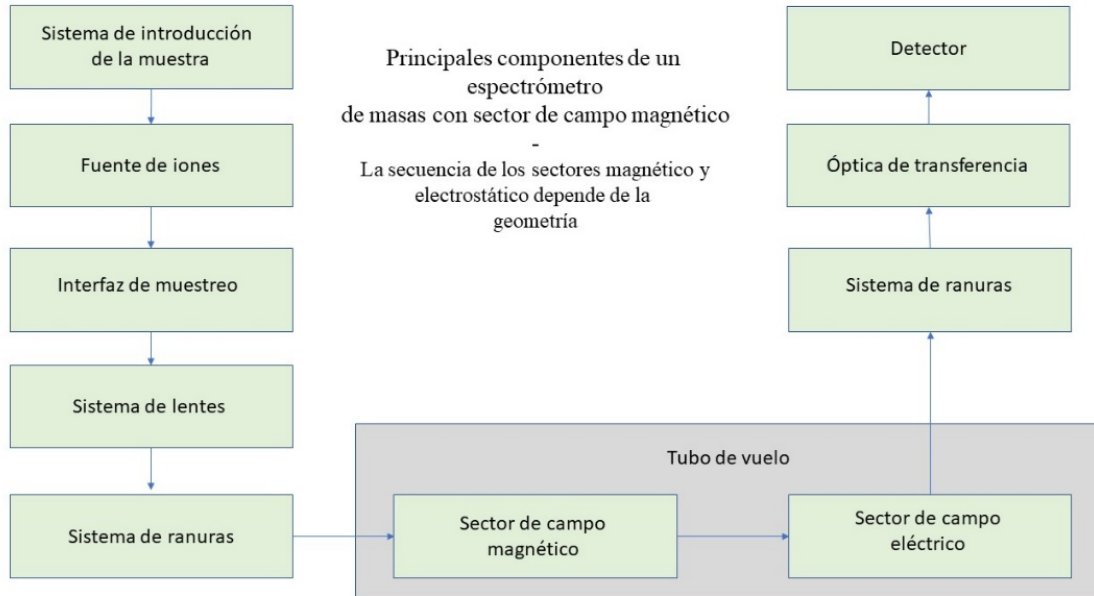 Sistema de introducción
de la muestra
Fuente de iones
Interfaz de muestreo
Sistema de lentes
Sistema de ranuras
Principales componentes de un
espectrómetro
de masas con sector de campo magnético
-
La secuencia de los sectores magnético y
electrostático depende de la
geometría
Tubo de vuelo
Sector de campo
magnético
Sector de campo
eléctrico
Sistema de ranuras
Óptica de transferencia
Detector